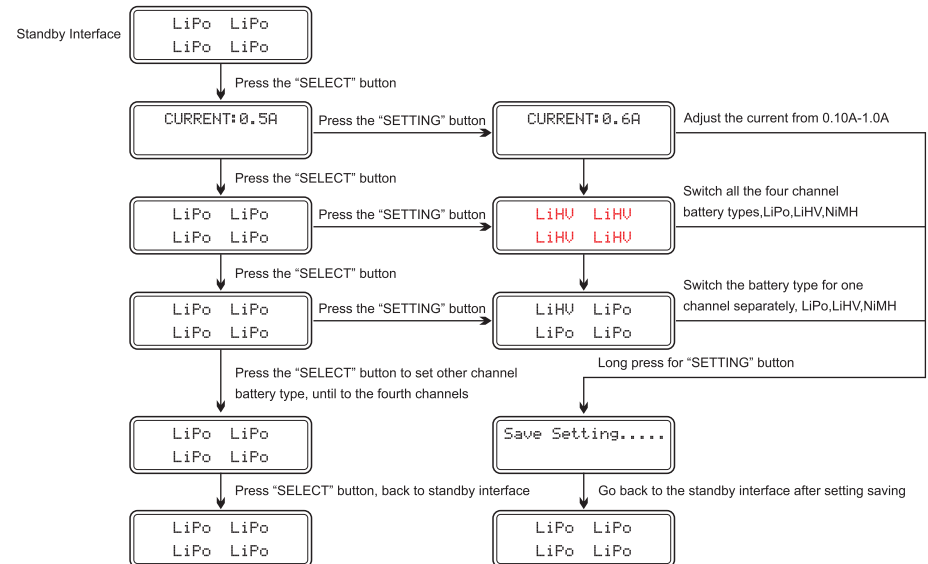 Standby Interface
LiPo LiPo
LiPo LiPo
Press the “SELECT” button
CURRENT:0.5A
Press the “SETTING” button
CURRENT:0.6A
Adjust the current from 0.10A-1.0A
Press the “SELECT” button
LiPo LiPo
LiPo LiPo
Press the “SETTING” button
LiHV LiHV
LiHV LiHV
Switch all the four channel
battery types,LiPo,LiHV,NiMH
Press the “SELECT” button
LiPo LiPo
LiPo LiPo
Press the “SETTING” button
LiHV LiPo
LiPo LiPo
Switch the battery type for one
channel separately, LiPo,LiHV,NiMH
Press the “SELECT” button to set other channel
battery type, until to the fourth channels
Long press for “SETTING” button
LiPo LiPo
LiPo LiPo
Save Setting.....
Press “SELECT” button, back to standby interface
Go back to the standby interface after setting saving
LiPo LiPo
LiPo LiPo
LiPo LiPo
LiPo LiPo